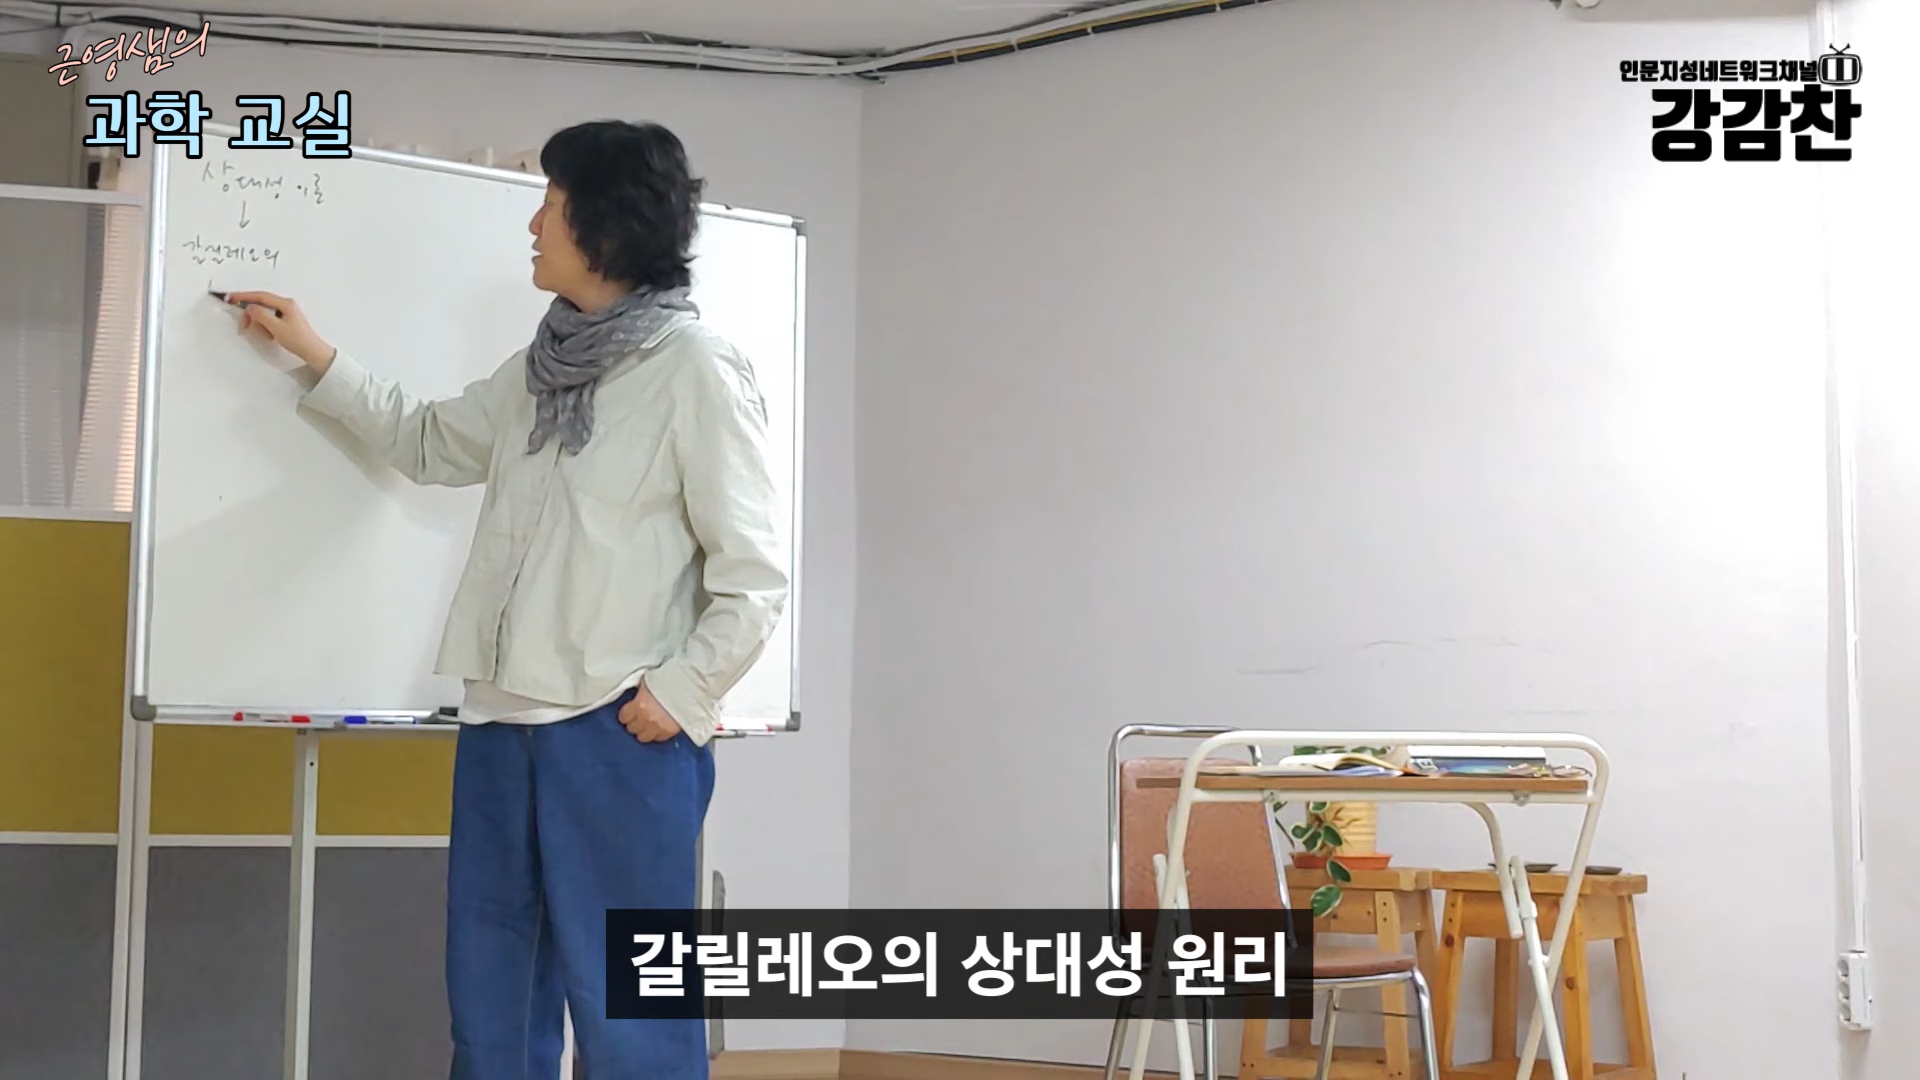 근영샘의
과학 교실
인문지성네트워크채널
강감찬
상대성 이론
↓
갈릴레오의
갈릴레오의 상대성 원리